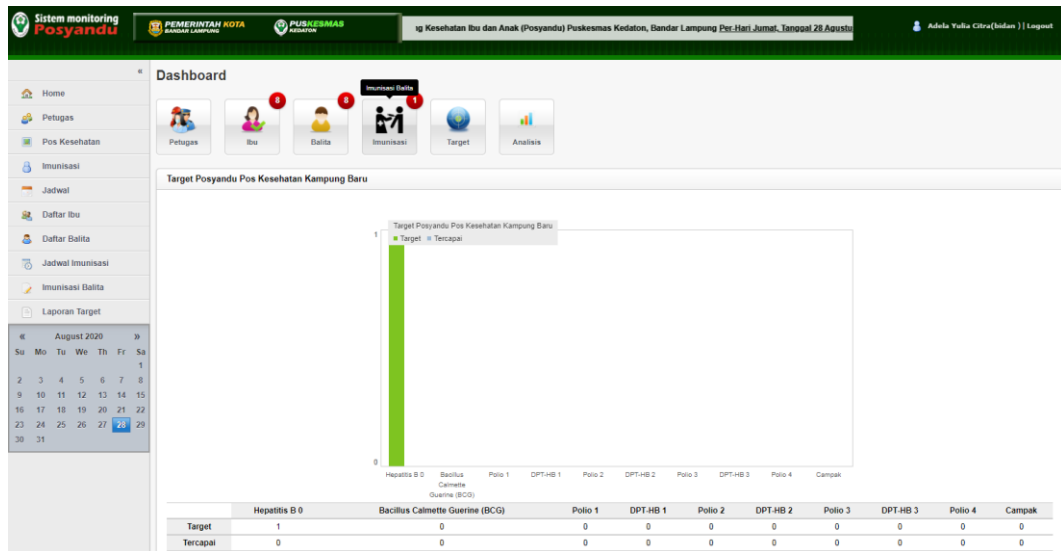 Sistem monitoring
Posyandu
PEMERINTAH KOTA
BANDAR LAMPUNG
PUSKESMAS
KEDATON
g Kesehatan Ibu dan Anak (Posyandu) Puskesmas Kedaton, Bandar Lampung Per-Hari Jumat, Tanggal 28 Agustu
Adela Yulia Citra(bidan ) | Logout
«
Home
Petugas
Pos Kesehatan
Imunisasi
Jadwal
Daftar Ibu
Daftar Balita
Jadwal Imunisasi
Imunisasi Balita
Laporan Target
« August 2020 »
Su Mo Tu We Th Fr Sa
1
2 3 4 5 6 7 8
9 10 11 12 13 14 15
16 17 18 19 20 21 22
23 24 25 26 27 28 29
30 31
Dashboard
Imunisasi Balita
8 8 1
Petugas Ibu Balita Imunisasi Target Analisis
Target Posyandu Pos Kesehatan Kampung Baru
Target Posyandu Pos Kesehatan Kampung Baru
Target Tercapai
1
0
Hepatitis B 0 Bacillus Calmette Guerine (BCG) Polio 1 DPT-HB 1 Polio 2 DPT-HB 2 Polio 3 DPT-HB 3 Polio 4 Campak
Hepatitis B 0 Bacillus Calmette Guerine (BCG) Polio 1 DPT-HB 1 Polio 2 DPT-HB 2 Polio 3 DPT-HB 3 Polio 4 Campak
Target 1 0 0 0 0 0 0 0 0 0
Tercapai 0 0 0 0 0 0 0 0 0 0